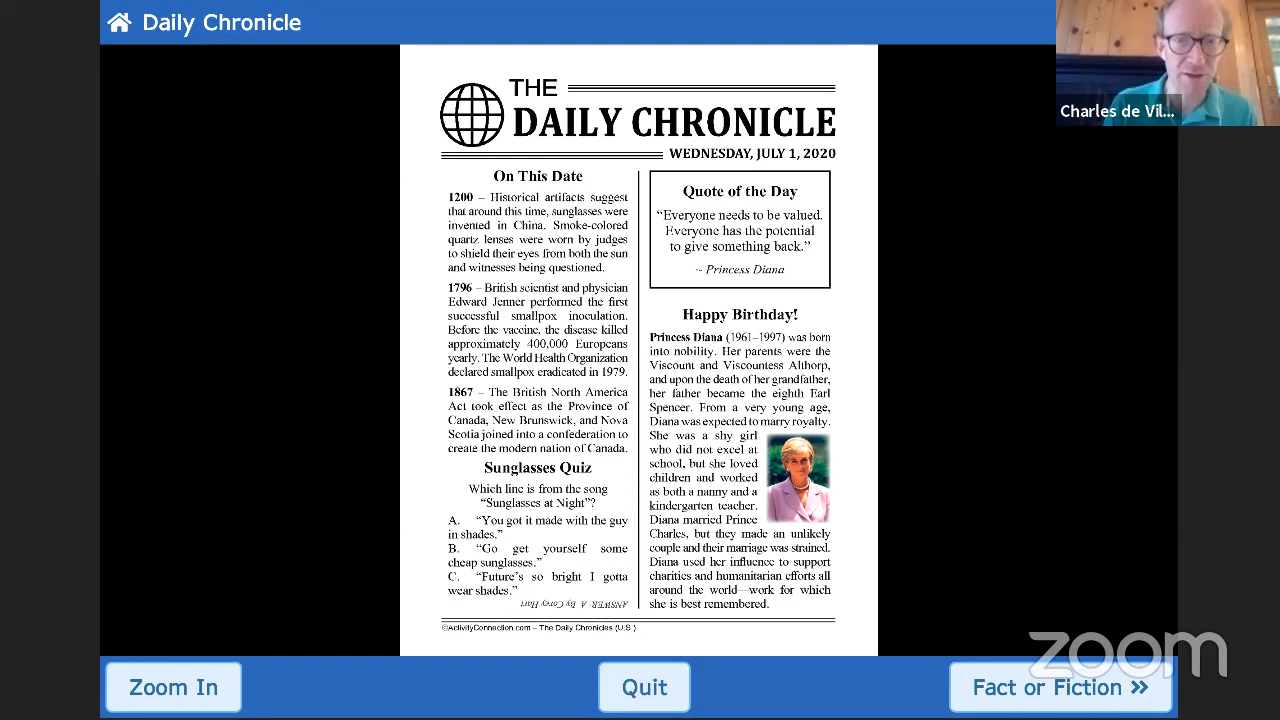 Daily Chronicle
Charles de Vil...
THE
DAILY CHRONICLE
WEDNESDAY, JULY 1, 2020
On This Date
1200 – Historical artifacts suggest
that around this time, sunglasses were
invented in China. Smoke-colored
quartz lenses were worn by judges
to shield their eyes from both the sun
and witnesses being questioned.
1796 – British scientist and physician
Edward Jenner performed the first
successful smallpox inoculation.
Before the vaccine, the disease killed
approximately 400,000 Europeans
yearly. The World Health Organization
declared smallpox eradicated in 1979.
1867 – The British North America
Act took effect as the Province of
Canada, New Brunswick, and Nova
Scotia joined into a confederation to
create the modern nation of Canada.
Sunglasses Quiz
Which line is from the song
“Sunglasses at Night”?
A. “You got it made with the guy
in shades.”
B. “Go get yourself some
cheap sunglasses.”
C. “Future’s so bright I gotta
wear shades.”
ANSWER: A. By Corey Hart
Quote of the Day
“Everyone needs to be valued.
Everyone has the potential
to give something back.”
~ Princess Diana
Happy Birthday!
Princess Diana (1961–1997) was born
into nobility. Her parents were the
Viscount and Viscountess Althorp,
and upon the death of her grandfather,
her father became the eighth Earl
Spencer. From a very young age,
Diana was expected to marry royalty.
She was a shy girl
who did not excel at
school, but she loved
children and worked
as both a nanny and a
kindergarten teacher.
Diana married Prince
Charles, but they made an unlikely
couple and their marriage was strained.
Diana used her influence to support
charities and humanitarian efforts all
around the world—work for which
she is best remembered.
©ActivityConnection.com – The Daily Chronicles (U.S.)
zoom
Zoom In
Quit
Fact or Fiction »